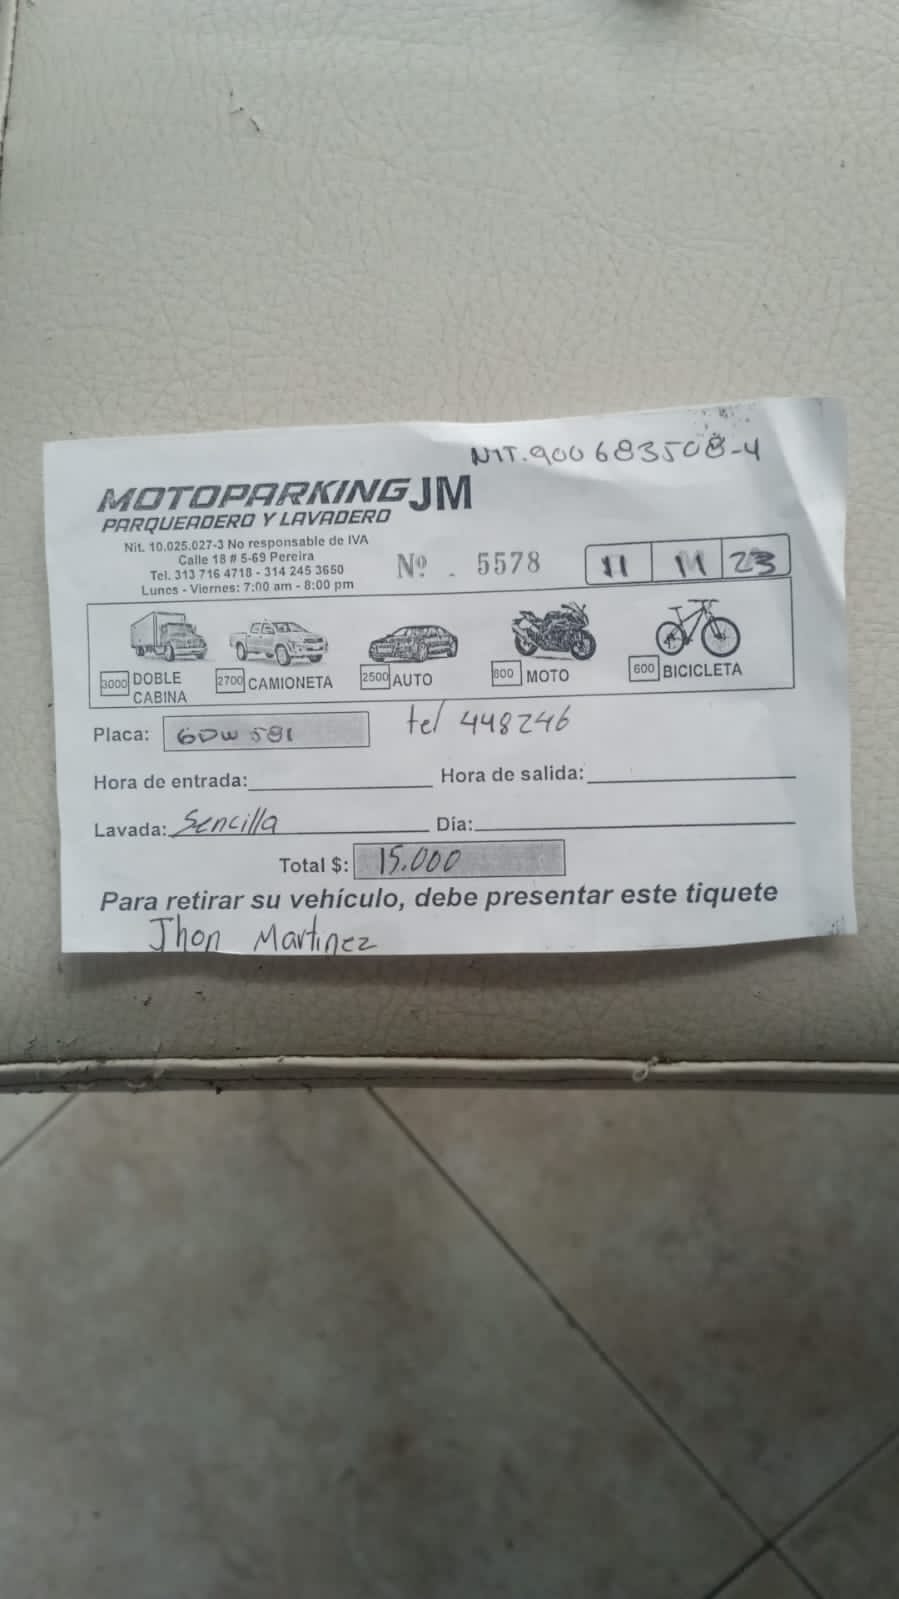 NIT. 900683508-4
MOTOPARKING JM
PARQUEADERO Y LAVADERO
Nit. 10.025.027-3 No responsable de IVA
Calle 18 # 5-69 Pereira
Tel. 313 716 4718 - 314 245 3650
Lunes - Viernes: 7:00 am - 8:00 pm
Nº. 5578
11 11 23
3000 DOBLE CABINA
2700 CAMIONETA
2500 AUTO
800 MOTO
600 BICICLETA
Placa: GDW 581
tel 448246
Hora de entrada: Hora de salida:
Lavada: Sencilla Día:
Total $: 15.000
Para retirar su vehículo, debe presentar este tiquete
Jhon Martinez